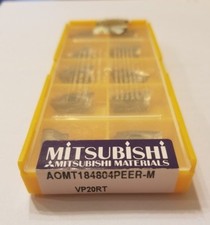 MITSUBISHI
MITSUBISHI MATERIALS
AOMT184804PEER-M
VP20RT